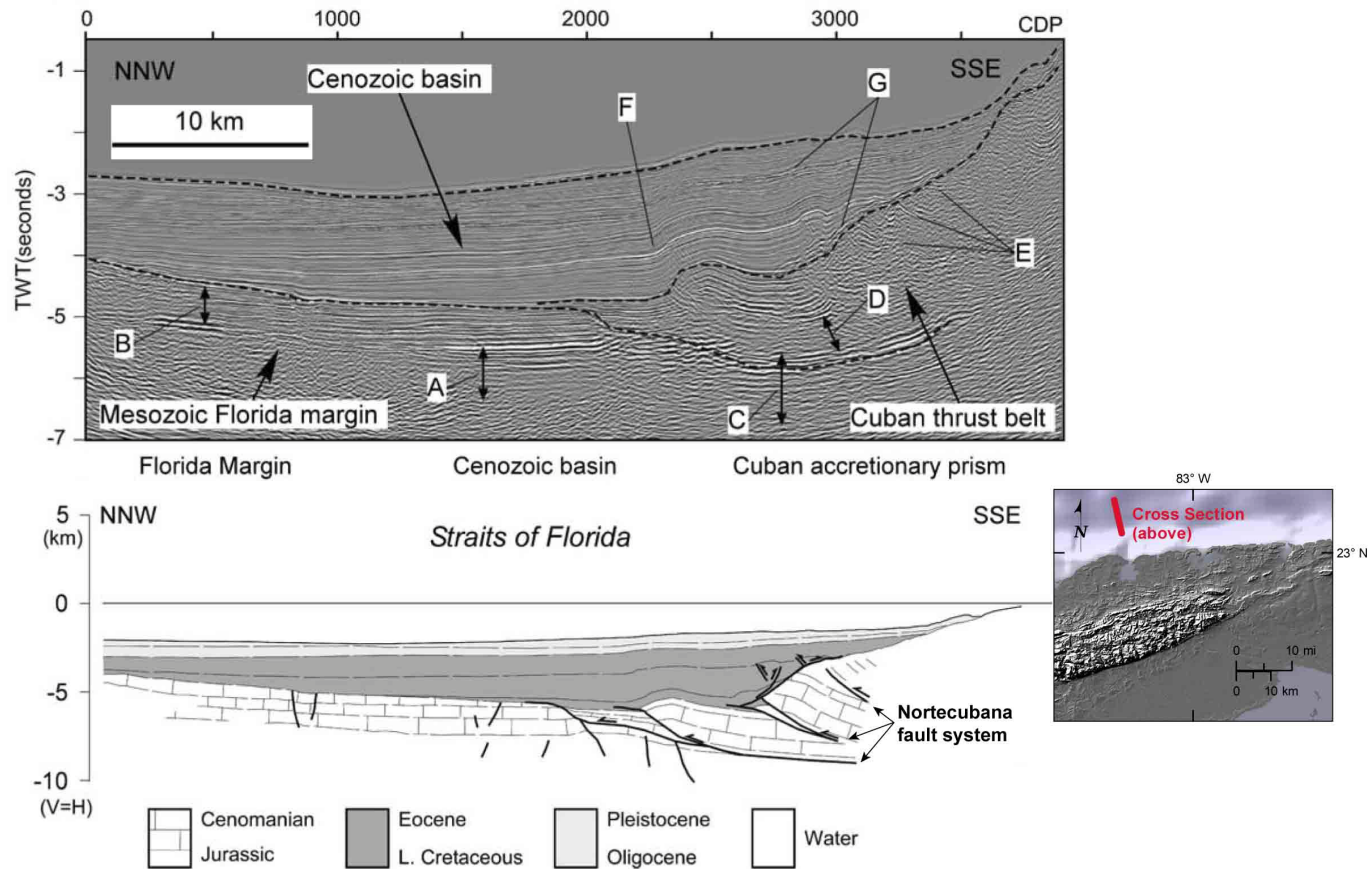 0 1000 2000 3000 CDP
NNW SSE
Cenozoic basin
10 km
F
G
-1
-3
-5
-7
TWT(seconds)
E
D
B
A
C
Mesozoic Florida margin
Cuban thrust belt
Florida Margin Cenozoic basin Cuban accretionary prism
5
(km)
NNW SSE
Straits of Florida
0
-5
-10
(V=H)
Nortecubana
fault system
83° W
N
Cross Section
(above)
23° N
0 10 mi
0 10 km
Cenomanian
Jurassic
Eocene
L. Cretaceous
Pleistocene
Oligocene
Water